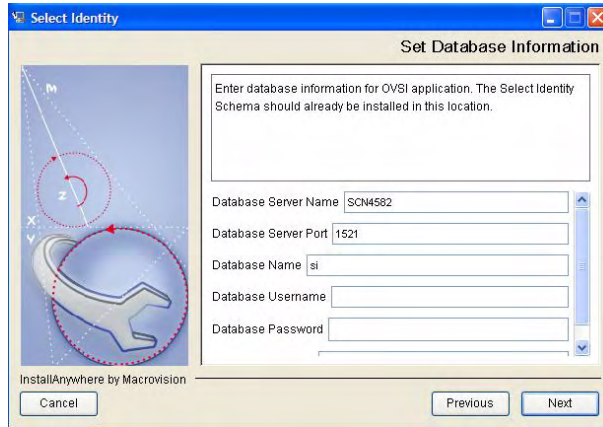 Select Identity
Set Database Information
Enter database information for OVSI application. The Select Identity
Schema should already be installed in this location.
Database Server Name SCN4582
Database Server Port 1521
Database Name si
Database Username
Database Password
M
Z
X
Y
InstallAnywhere by Macrovision
Cancel
Previous
Next